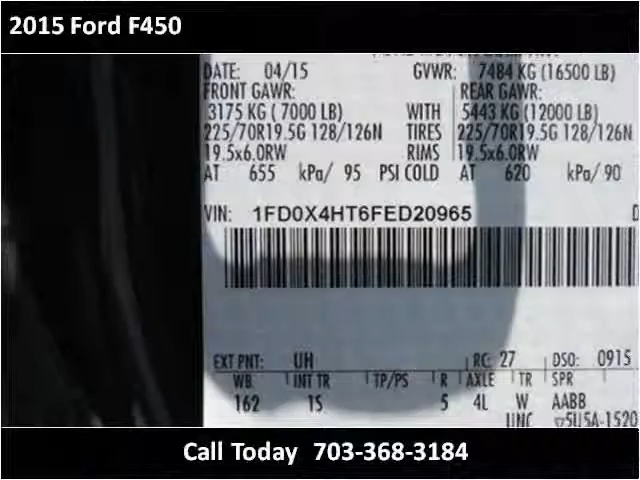 2015 Ford F450
DATE: 04/15 GVWR: 7484 KG (16500 LB)
FRONT GAWR: REAR GAWR:
3175 KG ( 7000 LB) WITH 5443 KG (12000 LB)
225/70R19.5G 128/126N TIRES 225/70R19.5G 128/126N
19.5x6.0RW RIMS 19.5x6.0RW
AT 655 kPa/ 95 PSI COLD AT 620 kPa/ 90
VIN: 1FD0X4HT6FED20965
EXT PNT: UH RC: 27 DSO: 0915
WB INT TR TP/PS R AXLE TR SPR
162 1S 5 4L W AABB
UNC ▽5U5A-1520
Call Today 703-368-3184